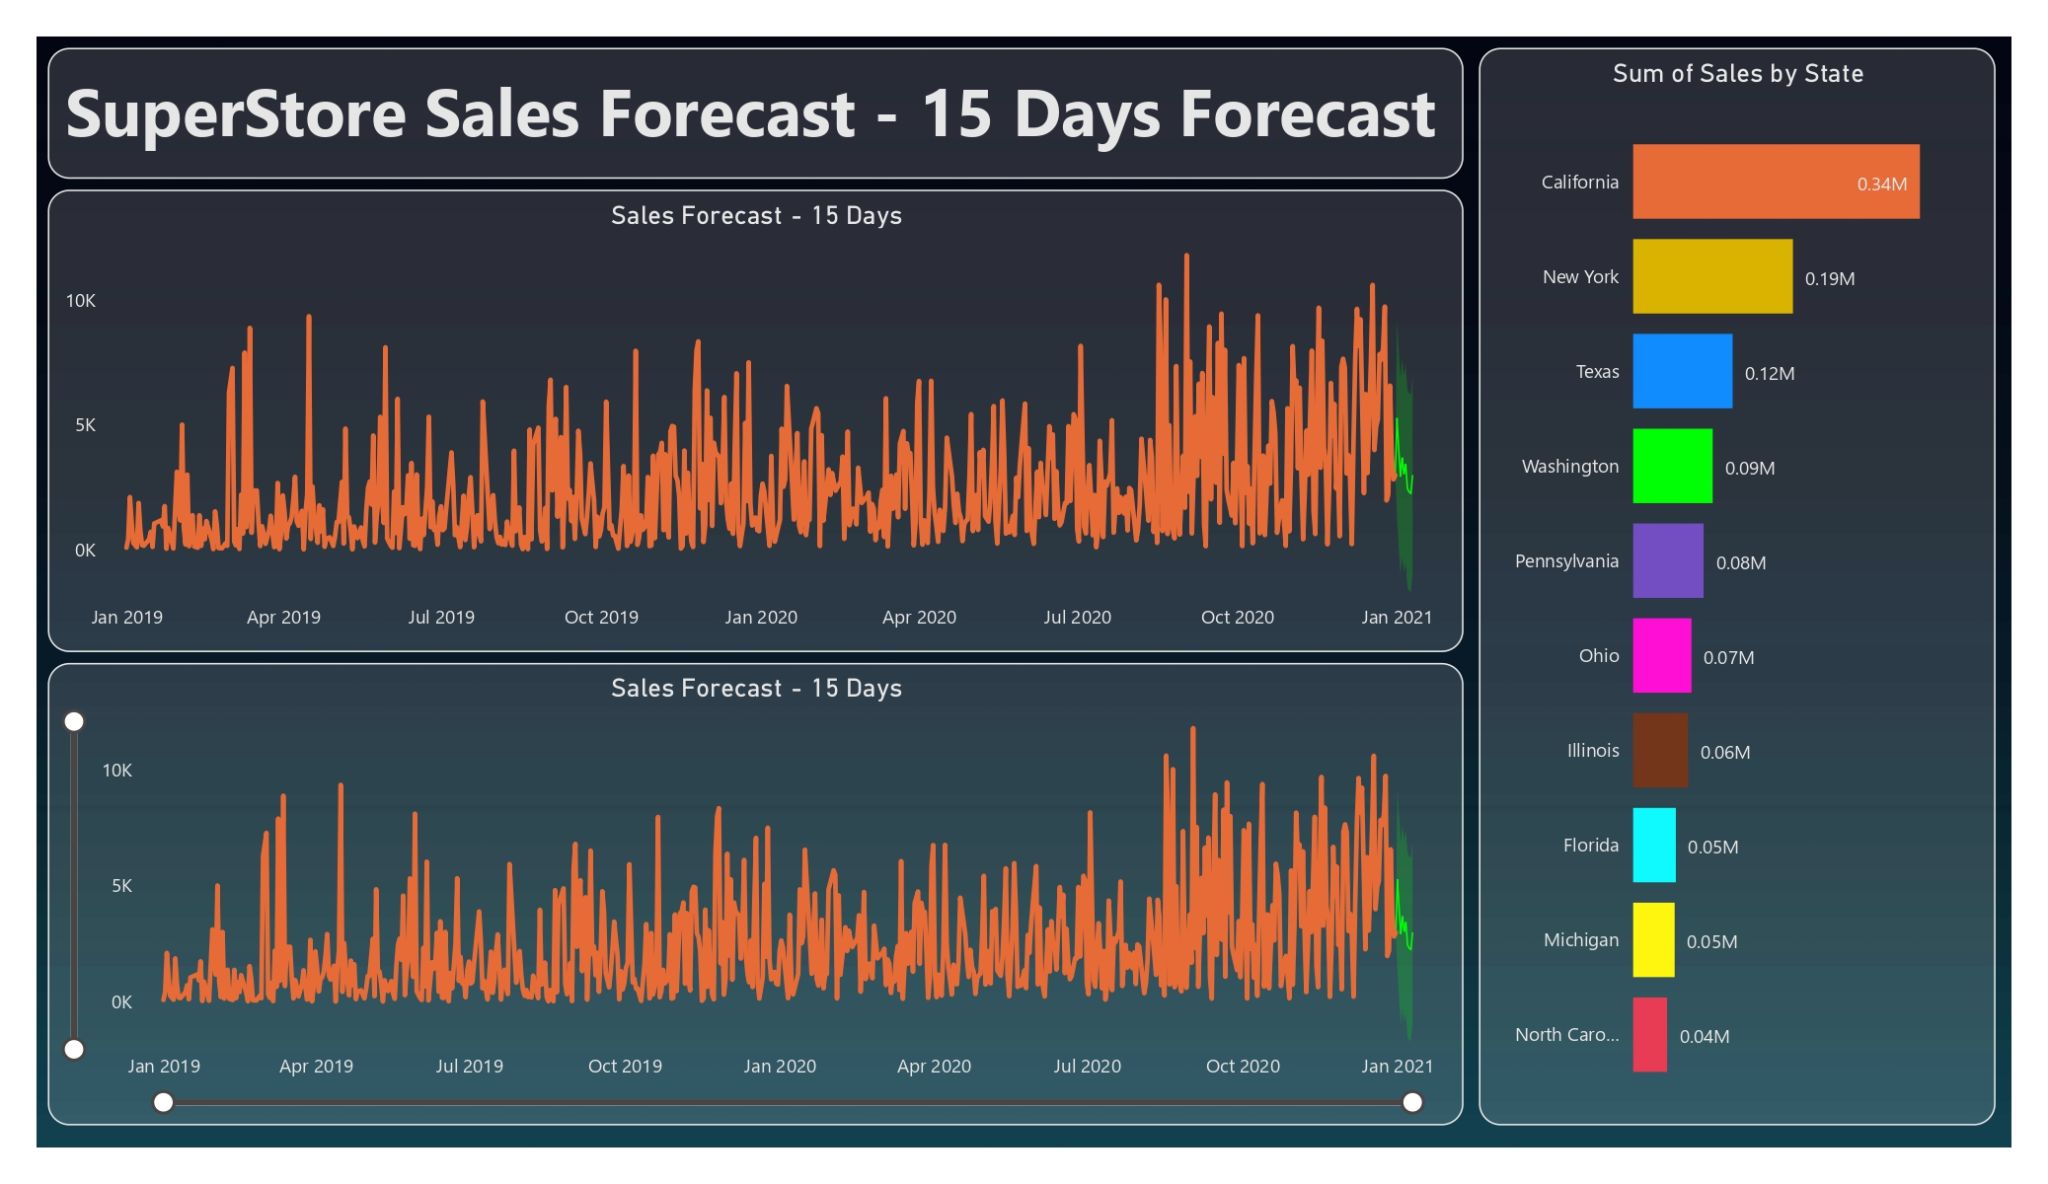 SuperStore Sales Forecast - 15 Days Forecast
Sales Forecast - 15 Days
10K
5K
0K
Jan 2019 Apr 2019 Jul 2019 Oct 2019 Jan 2020 Apr 2020 Jul 2020 Oct 2020 Jan 2021
Sales Forecast - 15 Days
10K
5K
0K
Jan 2019 Apr 2019 Jul 2019 Oct 2019 Jan 2020 Apr 2020 Jul 2020 Oct 2020 Jan 2021
Sum of Sales by State
California 0.34M
New York 0.19M
Texas 0.12M
Washington 0.09M
Pennsylvania 0.08M
Ohio 0.07M
Illinois 0.06M
Florida 0.05M
Michigan 0.05M
North Caro... 0.04M